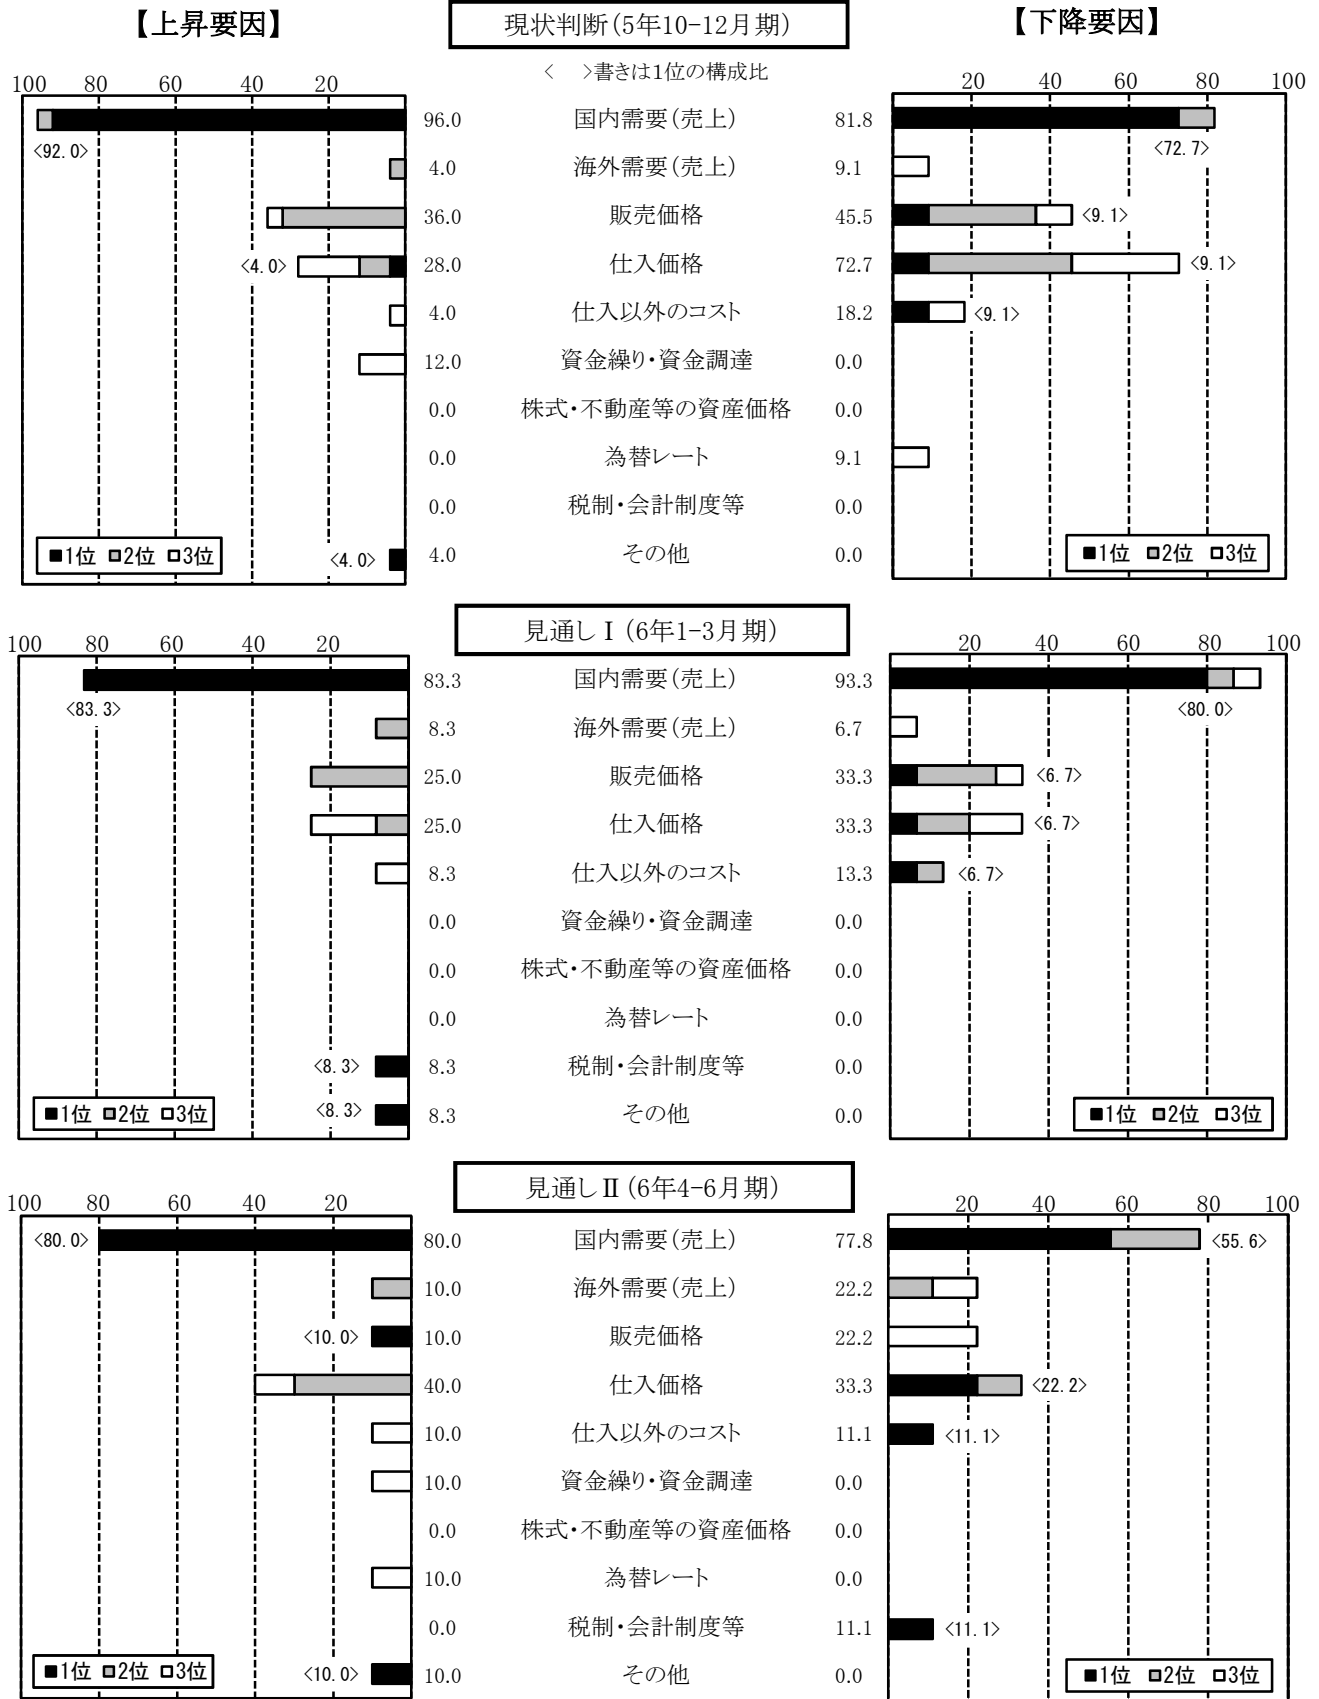 【上昇要因】
現状判断(5年10-12月期)
【下降要因】
<　>書きは1位の構成比
100 80 60 40 20
20 40 60 80 100
96.0 国内需要(売上) 81.8
<92.0> <72.7>
4.0 海外需要(売上) 9.1
36.0 販売価格 45.5 <9.1>
<4.0> 28.0 仕入価格 72.7 <9.1>
4.0 仕入以外のコスト 18.2 <9.1>
12.0 資金繰り・資金調達 0.0
0.0 株式・不動産等の資産価格 0.0
0.0 為替レート 9.1
0.0 税制・会計制度等 0.0
■1位 ■2位 □3位 <4.0> 4.0 その他 0.0 ■1位 ■2位 □3位
見通しⅠ(6年1-3月期)
100 80 60 40 20
20 40 60 80 100
83.3 国内需要(売上) 93.3
<83.3> <80.0>
8.3 海外需要(売上) 6.7
25.0 販売価格 33.3 <6.7>
25.0 仕入価格 33.3 <6.7>
8.3 仕入以外のコスト 13.3 <6.7>
0.0 資金繰り・資金調達 0.0
0.0 株式・不動産等の資産価格 0.0
0.0 為替レート 0.0
<8.3> 8.3 税制・会計制度等 0.0
■1位 ■2位 □3位 <8.3> 8.3 その他 0.0 ■1位 ■2位 □3位
見通しⅡ(6年4-6月期)
100 80 60 40 20
20 40 60 80 100
<80.0> 80.0 国内需要(売上) 77.8 <55.6>
10.0 海外需要(売上) 22.2
<10.0> 10.0 販売価格 22.2
40.0 仕入価格 33.3 <22.2>
10.0 仕入以外のコスト 11.1 <11.1>
10.0 資金繰り・資金調達 0.0
0.0 株式・不動産等の資産価格 0.0
10.0 為替レート 0.0
0.0 税制・会計制度等 11.1 <11.1>
■1位 ■2位 □3位 <10.0> 10.0 その他 0.0 ■1位 ■2位 □3位